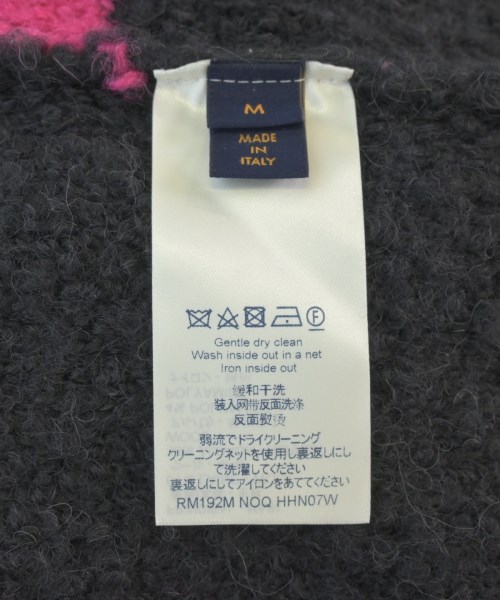 M
MADE
IN
ITALY
Gentle dry clean
Wash inside out in a net
Iron inside out
缓和干洗
装入网带反面洗涤
反面熨烫
弱流でドライクリーニング
クリーニングネットを使用し裏返しに
して洗濯してください
裏返しにしてアイロンをあててください
RM192M NOQ HHN07W